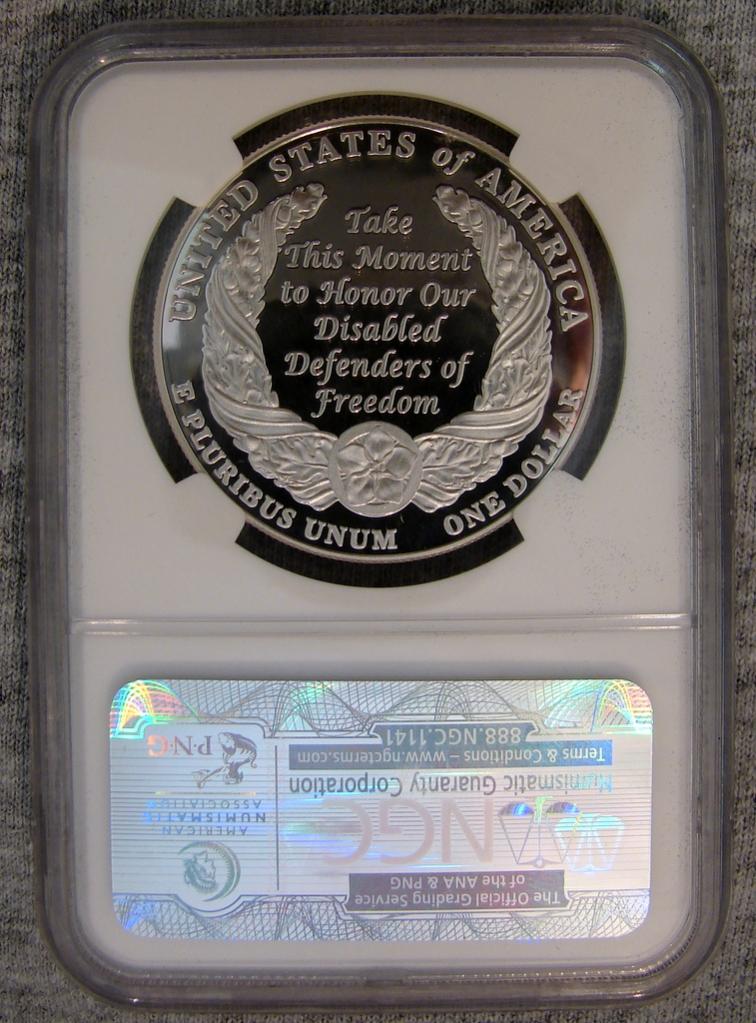 UNITED STATES of AMERICA
Take
This Moment
to Honor Our
Disabled
Defenders of
Freedom
E PLURIBUS UNUM
ONE DOLLAR
The Official Grading Service
of the ANA & PNG
NGC
Numismatic Guaranty Corporation
Terms & Conditions – www.ngcterms.com
888.NGC.1141
AMERICAN
NUMISMATIC
ASSOCIATION
P•N•G